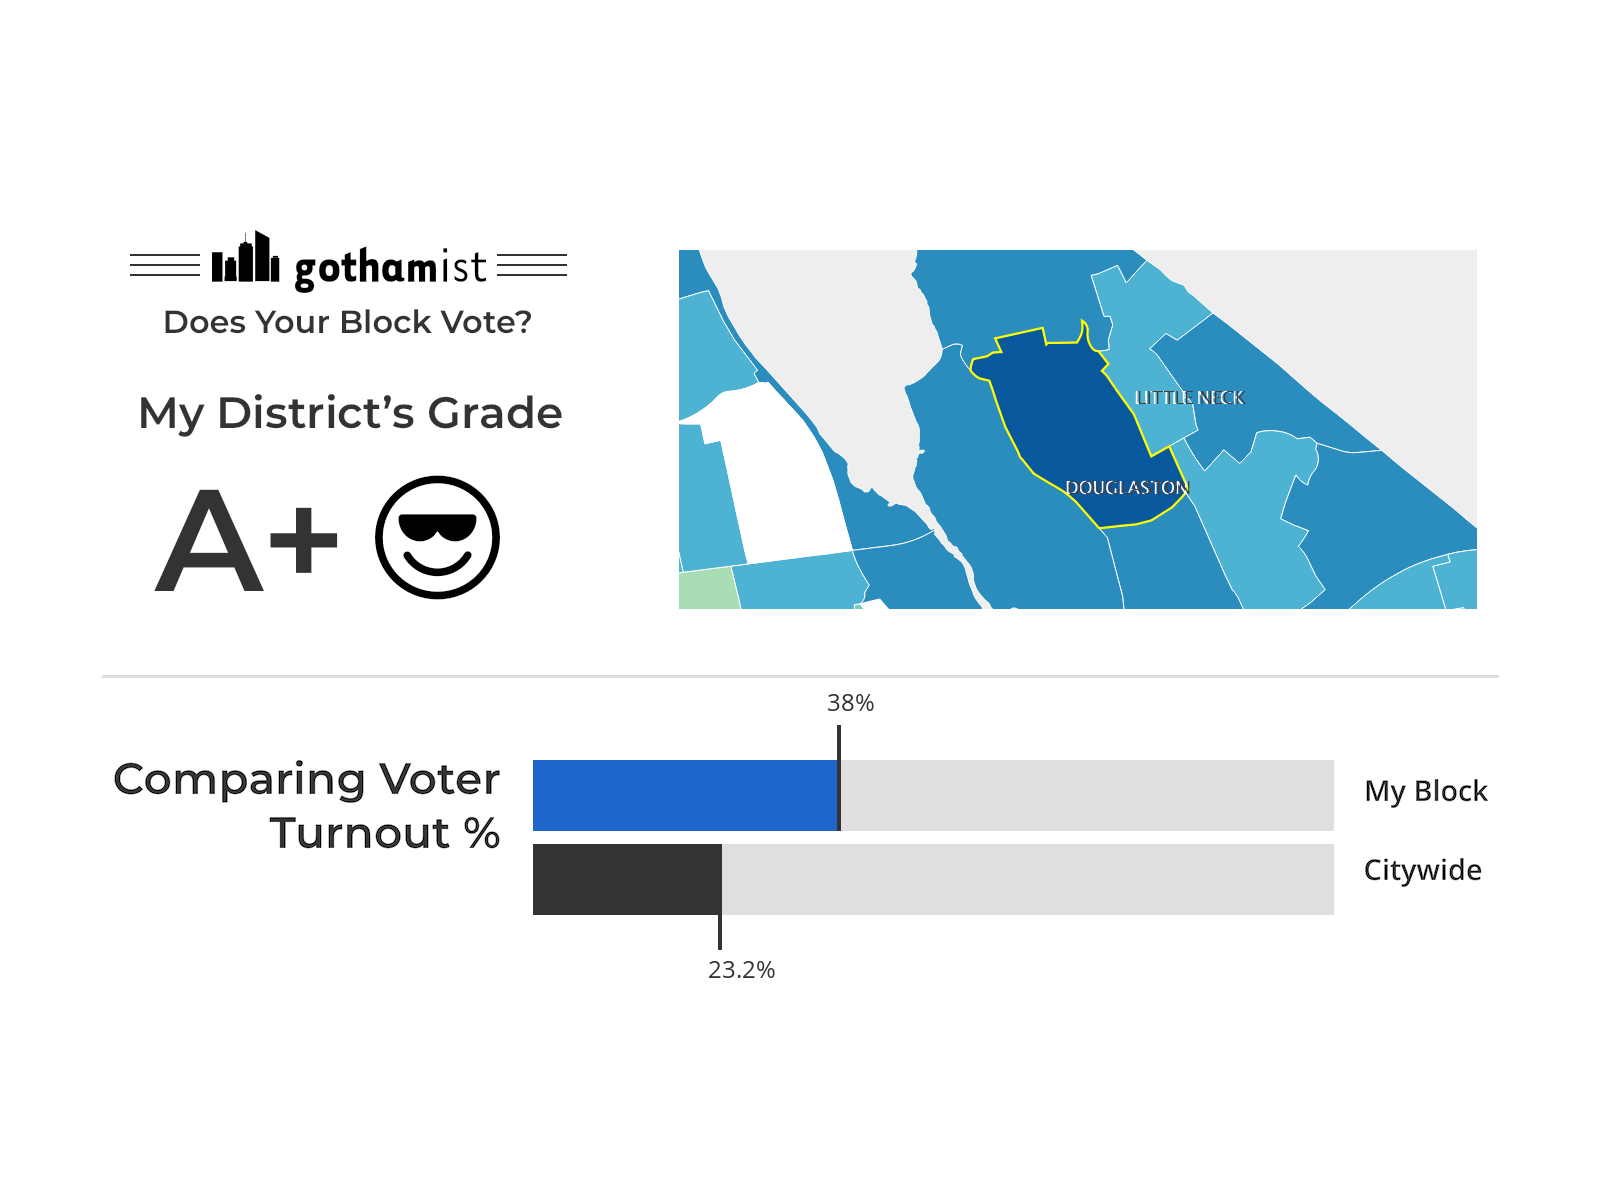 gothamist
Does Your Block Vote?
My District’s Grade
A+
LITTLE NECK
DOUGLASTON
38%
Comparing Voter
Turnout %
My Block
Citywide
23.2%